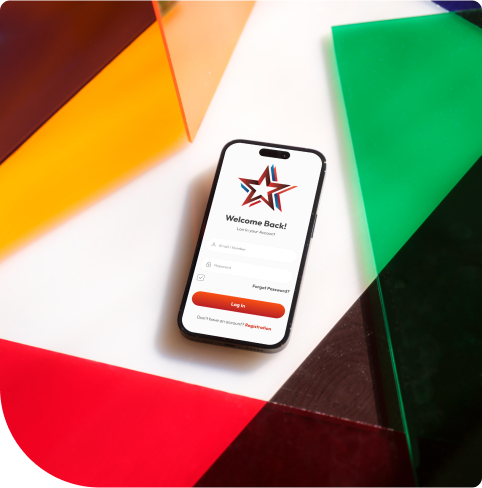 Welcome Back!
Log in your Account
Email / Number
Password
Forgot Password?
Log in
Don't have an account? Registration